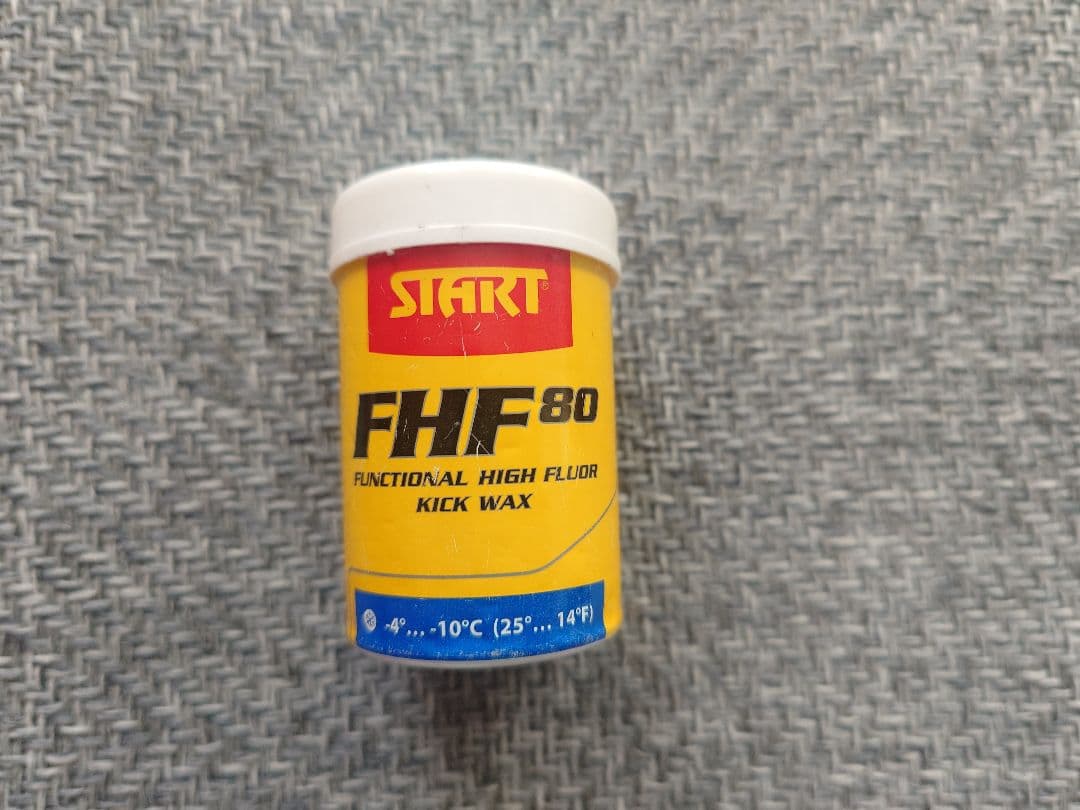 START®
FHF80
FUNCTIONAL HIGH FLUOR
KICK WAX
-4°... -10°C (25°... 14°F)